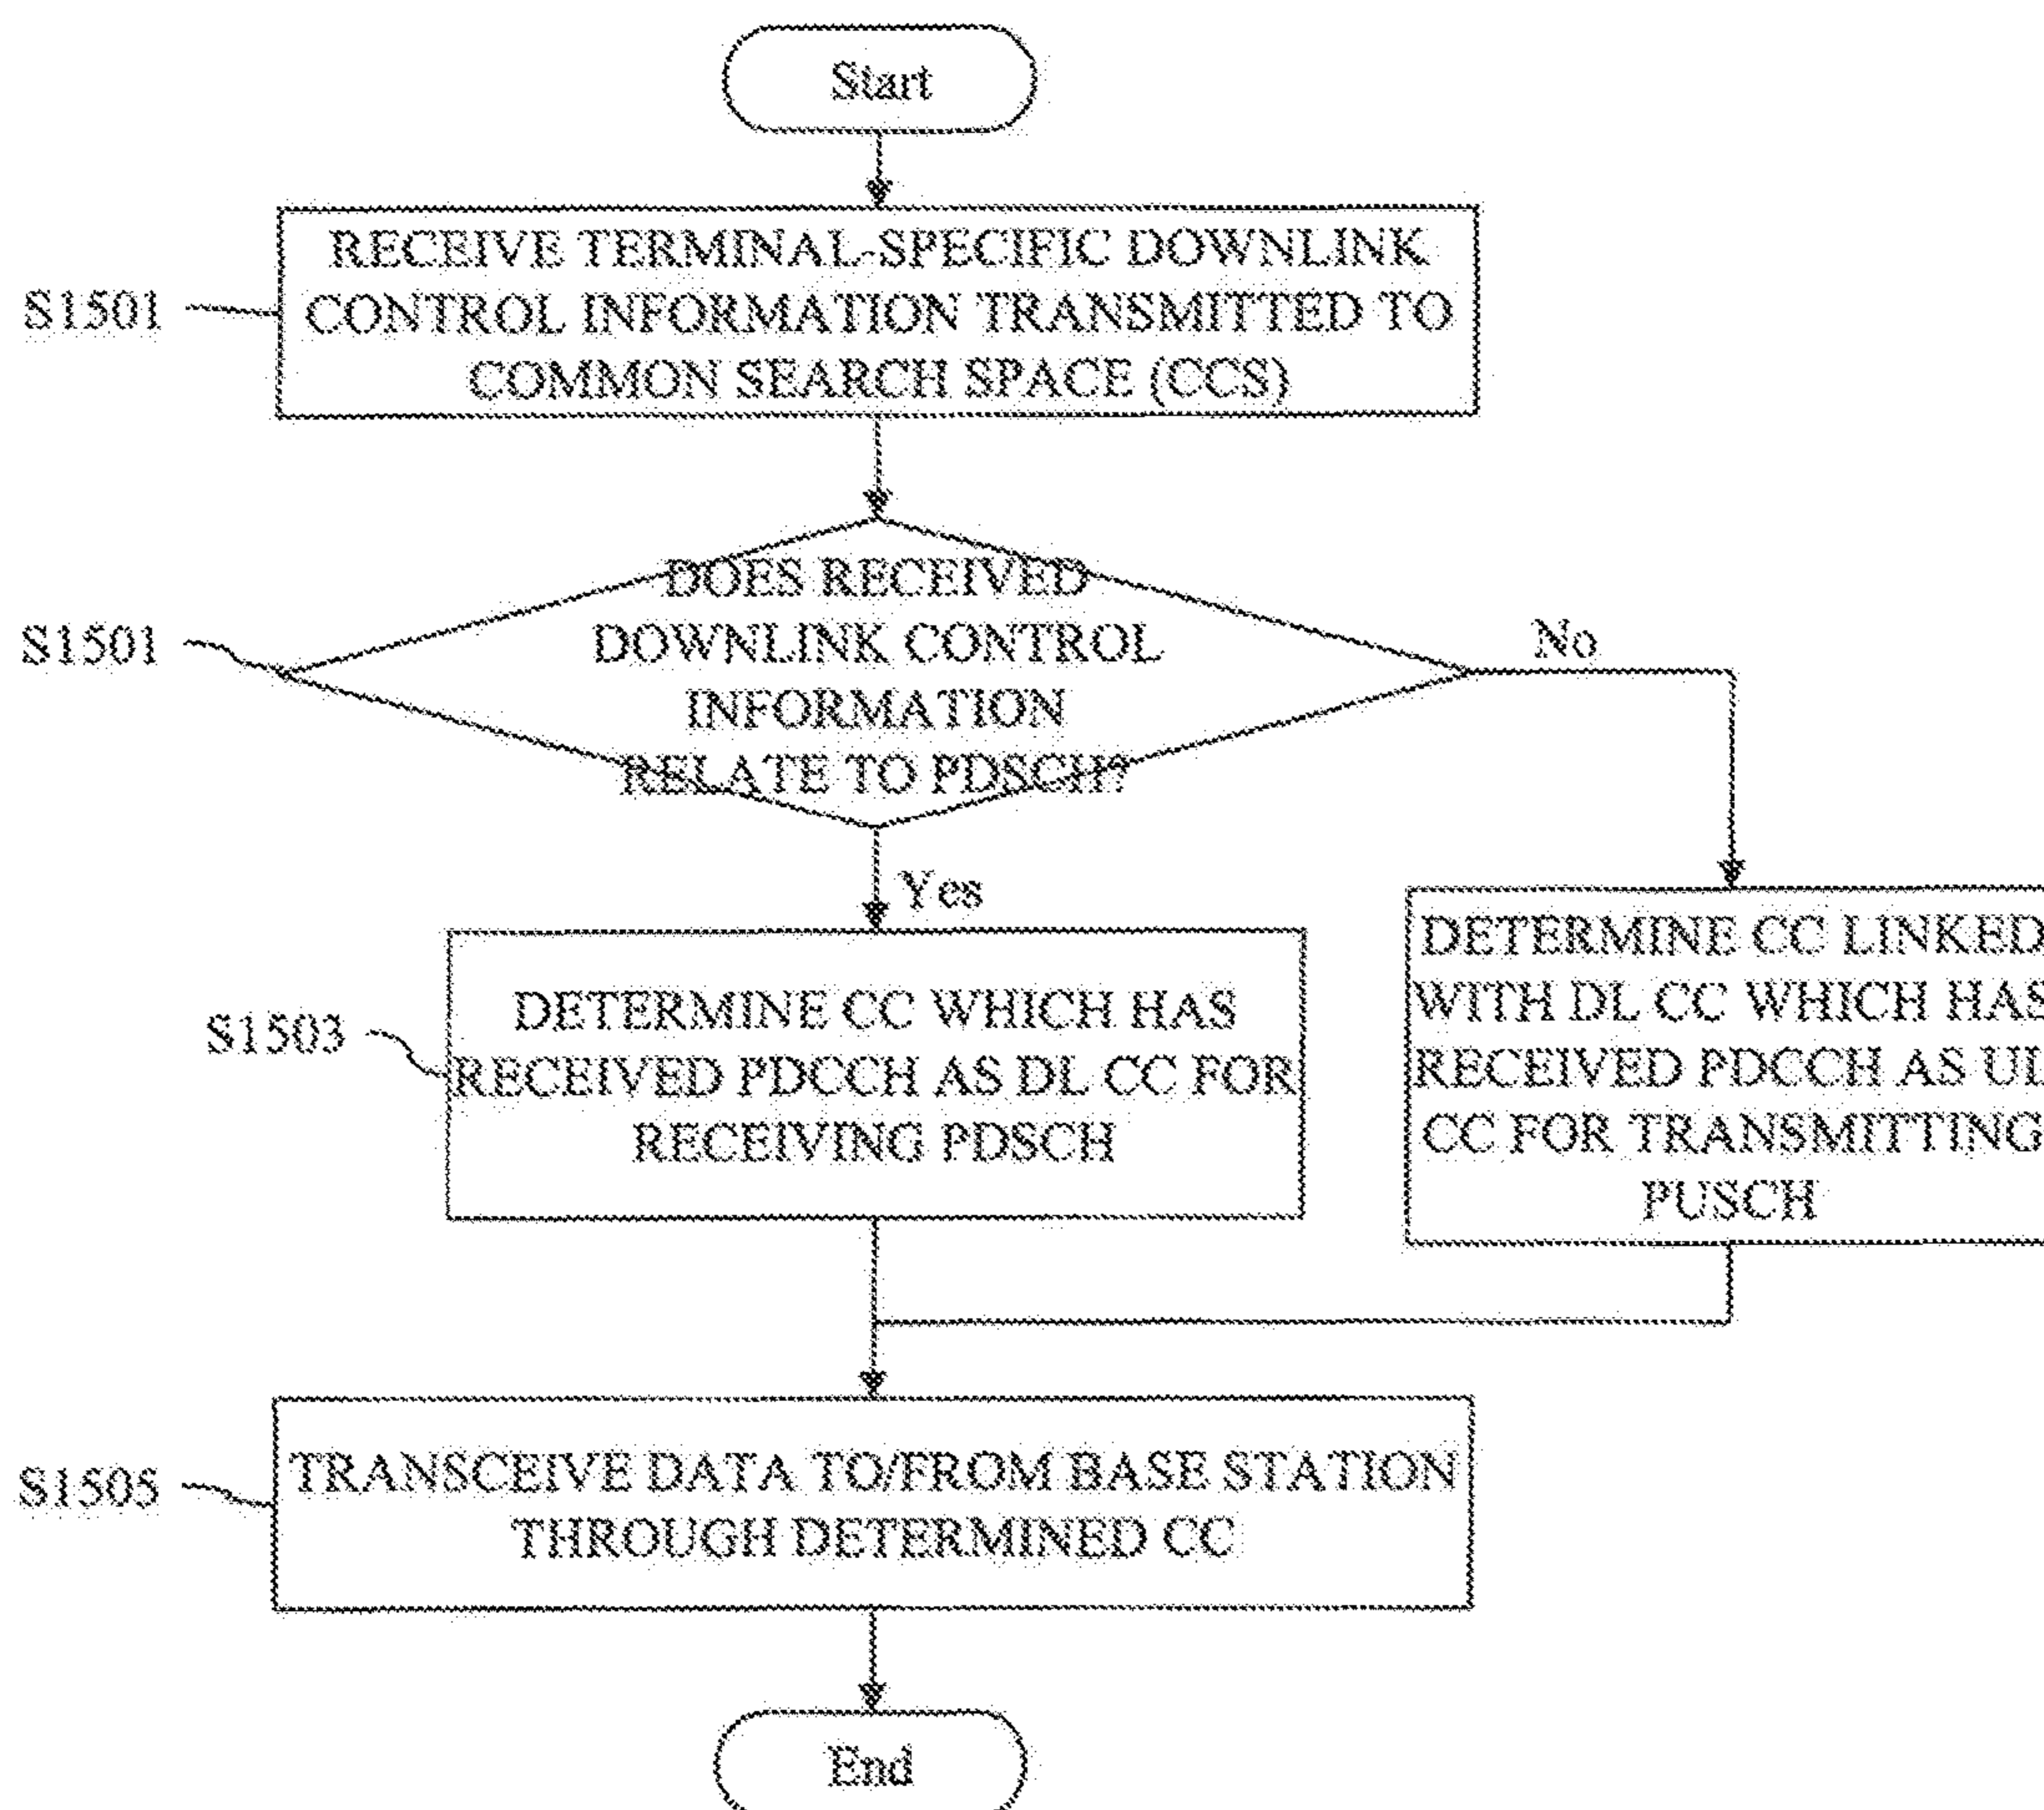 Start
S1501
RECEIVE TERMINAL-SPECIFIC DOWNLINK
CONTROL INFORMATION TRANSMITTED TO
COMMON SEARCH SPACE (CCS)
S1501
DOES RECEIVED
DOWNLINK CONTROL
INFORMATION
RELATE TO PDSCH?
No
Yes
S1503
DETERMINE CC WHICH HAS
RECEIVED PDCCH AS DL CC FOR
RECEIVING PDSCH
DETERMINE CC LINKED
WITH DL CC WHICH HAS
RECEIVED PDCCH AS UL
CC FOR TRANSMITTING
PUSCH
S1505
TRANSCEIVE DATA TO/FROM BASE STATION
THROUGH DETERMINED CC
End